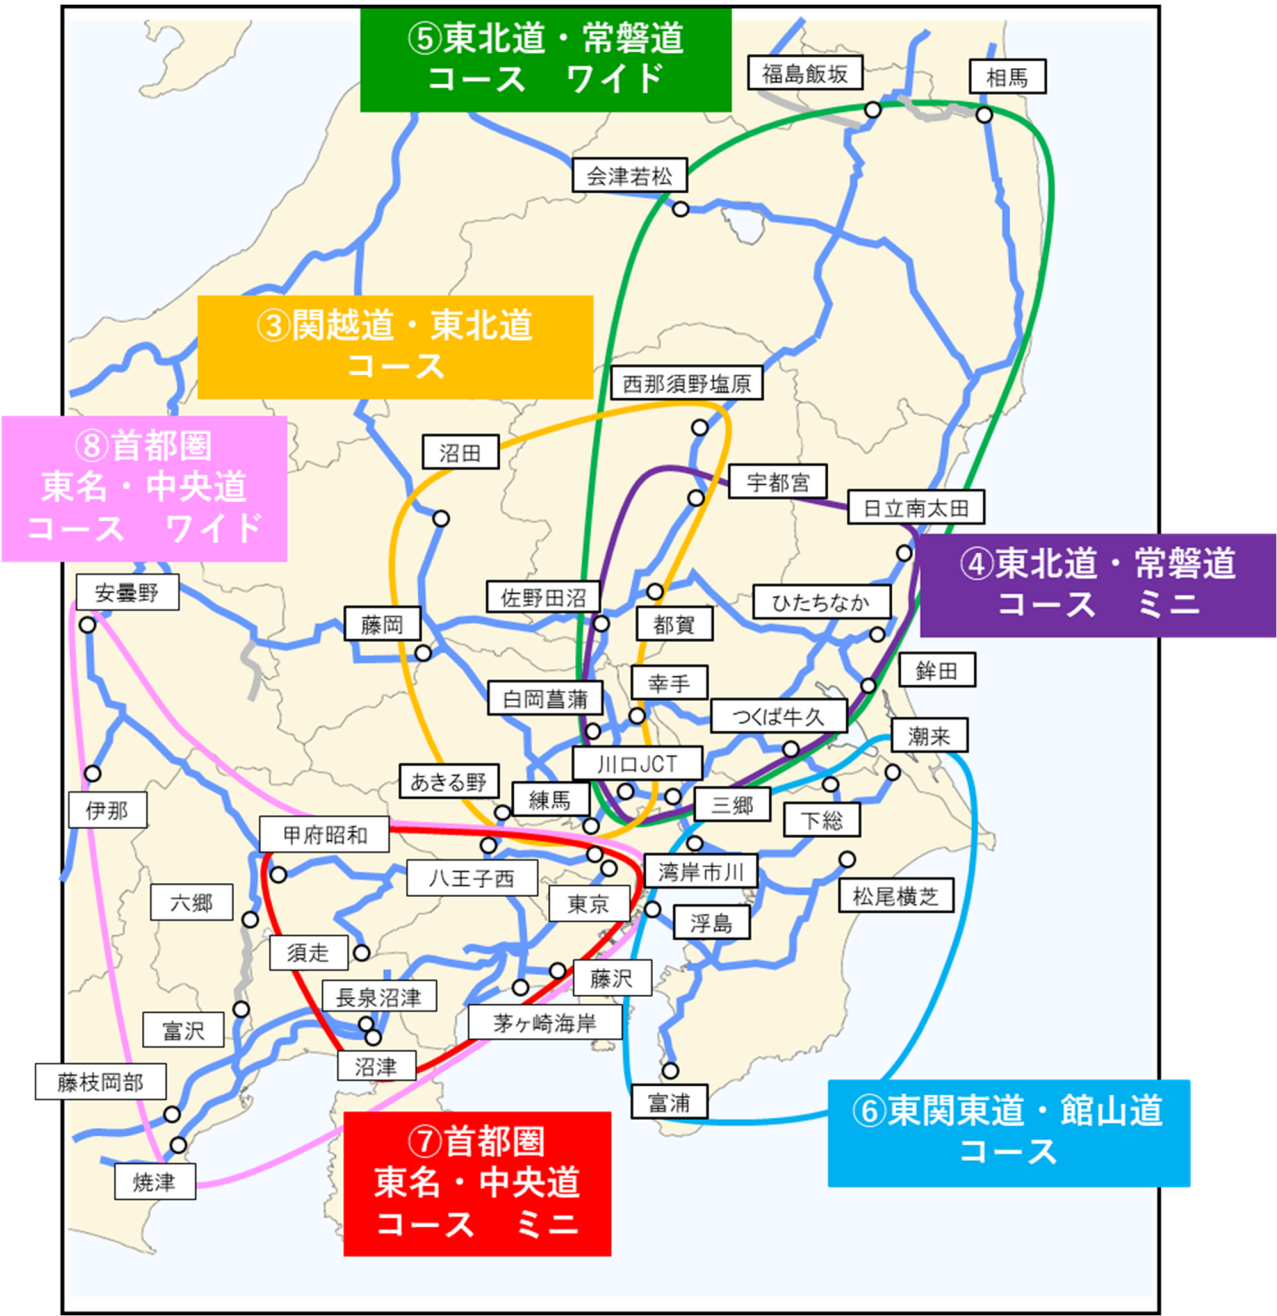 ⑤東北道・常磐道
コース　ワイド
福島飯坂
相馬
会津若松
③関越道・東北道
コース
西那須野塩原
⑧首都圏
東名・中央道
コース　ワイド
沼田
宇都宮
日立南太田
④東北道・常磐道
コース　ミニ
安曇野
佐野田沼
ひたちなか
藤岡
都賀
鉾田
幸手
白岡菖蒲
つくば牛久
潮来
川口JCT
あきる野
練馬
三郷
伊那
下総
甲府昭和
湾岸市川
八王子西
松尾横芝
六郷
東京
浮島
須走
藤沢
長泉沼津
茅ヶ崎海岸
富沢
沼津
藤枝岡部
富浦
⑥東関東道・館山道
コース
⑦首都圏
東名・中央道
コース　ミニ
焼津